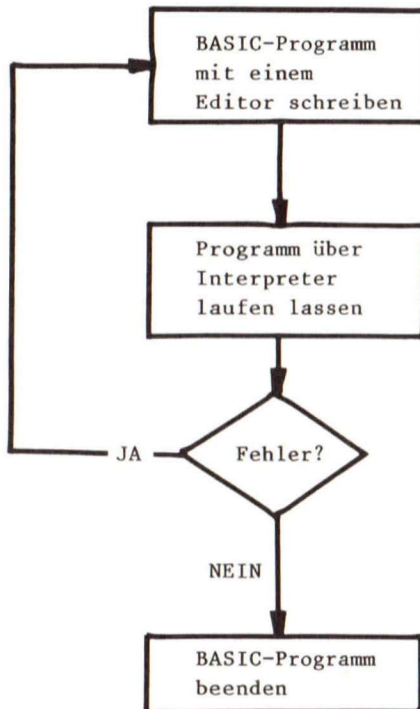 BASIC-Programm
mit einem
Editor schreiben
Programm über
Interpreter
laufen lassen
Fehler?
JA
NEIN
BASIC-Programm
beenden